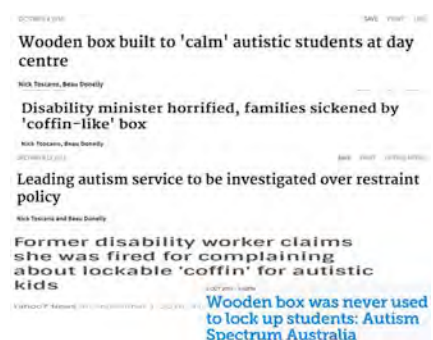 SAVE PRINT
Wooden box built to 'calm' autistic students at day
centre
Nick Toscano, Beau Donelly
Disability minister horrified, families sickened by
'coffin-like' box
Nick Toscano, Beau Donelly
Leading autism service to be investigated over restraint
policy
Nick Toscano and Beau Donelly
Former disability worker claims
she was fired for complaining
about lockable 'coffin' for autistic
kids
Wooden box was never used
to lock up students: Autism
Spectrum Australia